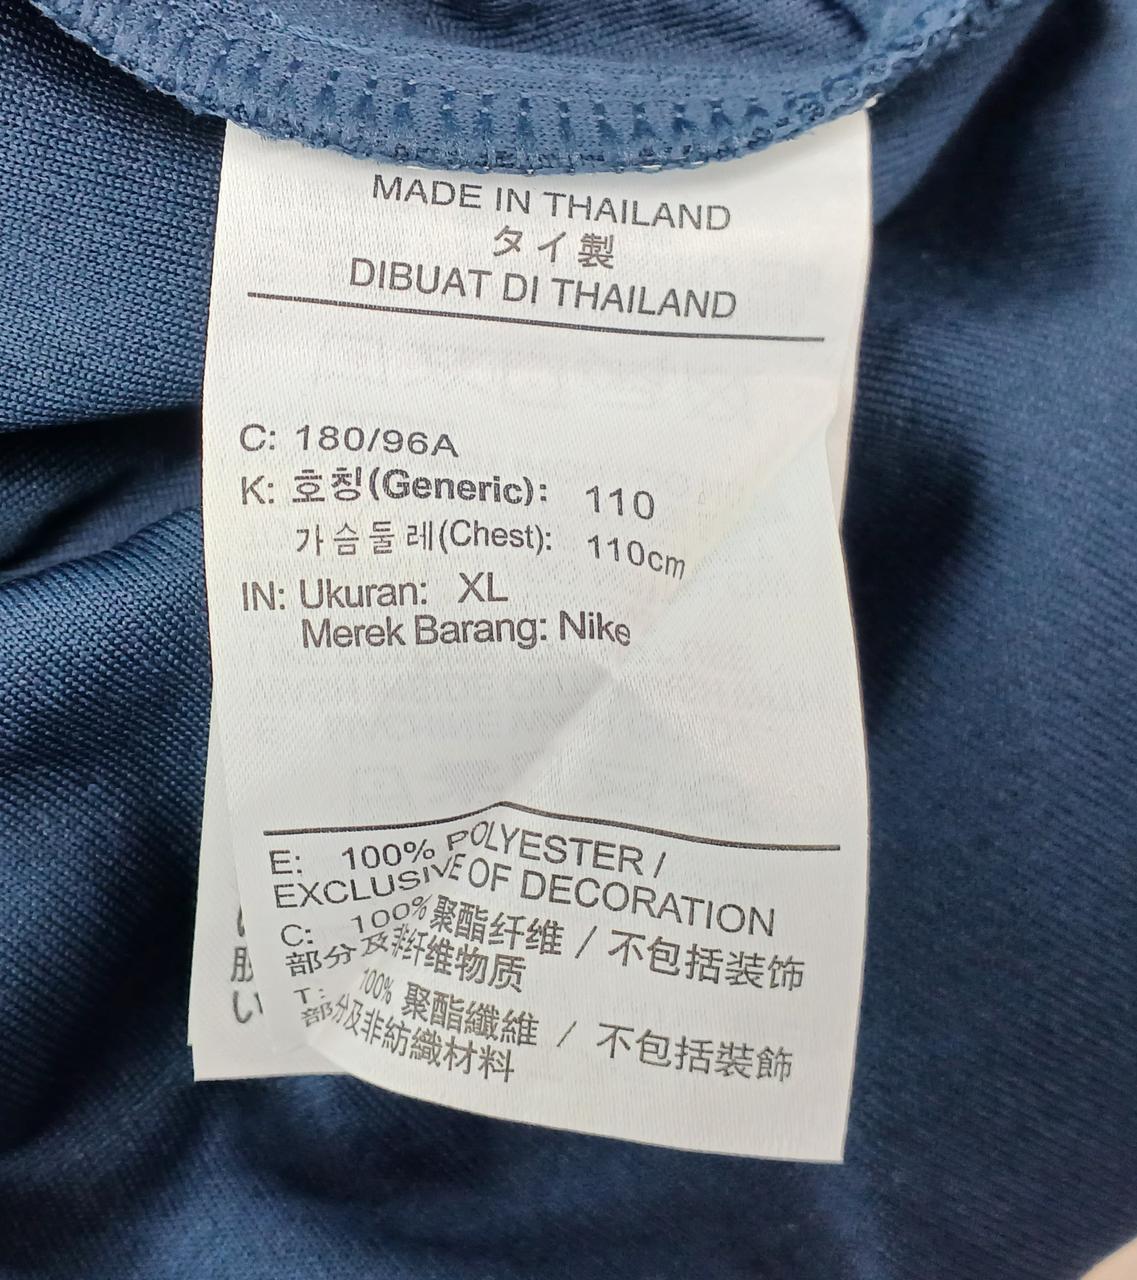 MADE IN THAILAND
タイ製
DIBUAT DI THAILAND
C: 180/96A
K: 호칭(Generic): 110
가슴둘레(Chest): 110cm
IN: Ukuran: XL
Merek Barang: Nike
E: 100% POLYESTER /
EXCLUSIVE OF DECORATION
C: 100% 聚酯纤维 / 不包括装饰
部分及非纤维物质
T: 100% 聚酯纖維 / 不包括裝飾
部分及非紡織材料
い